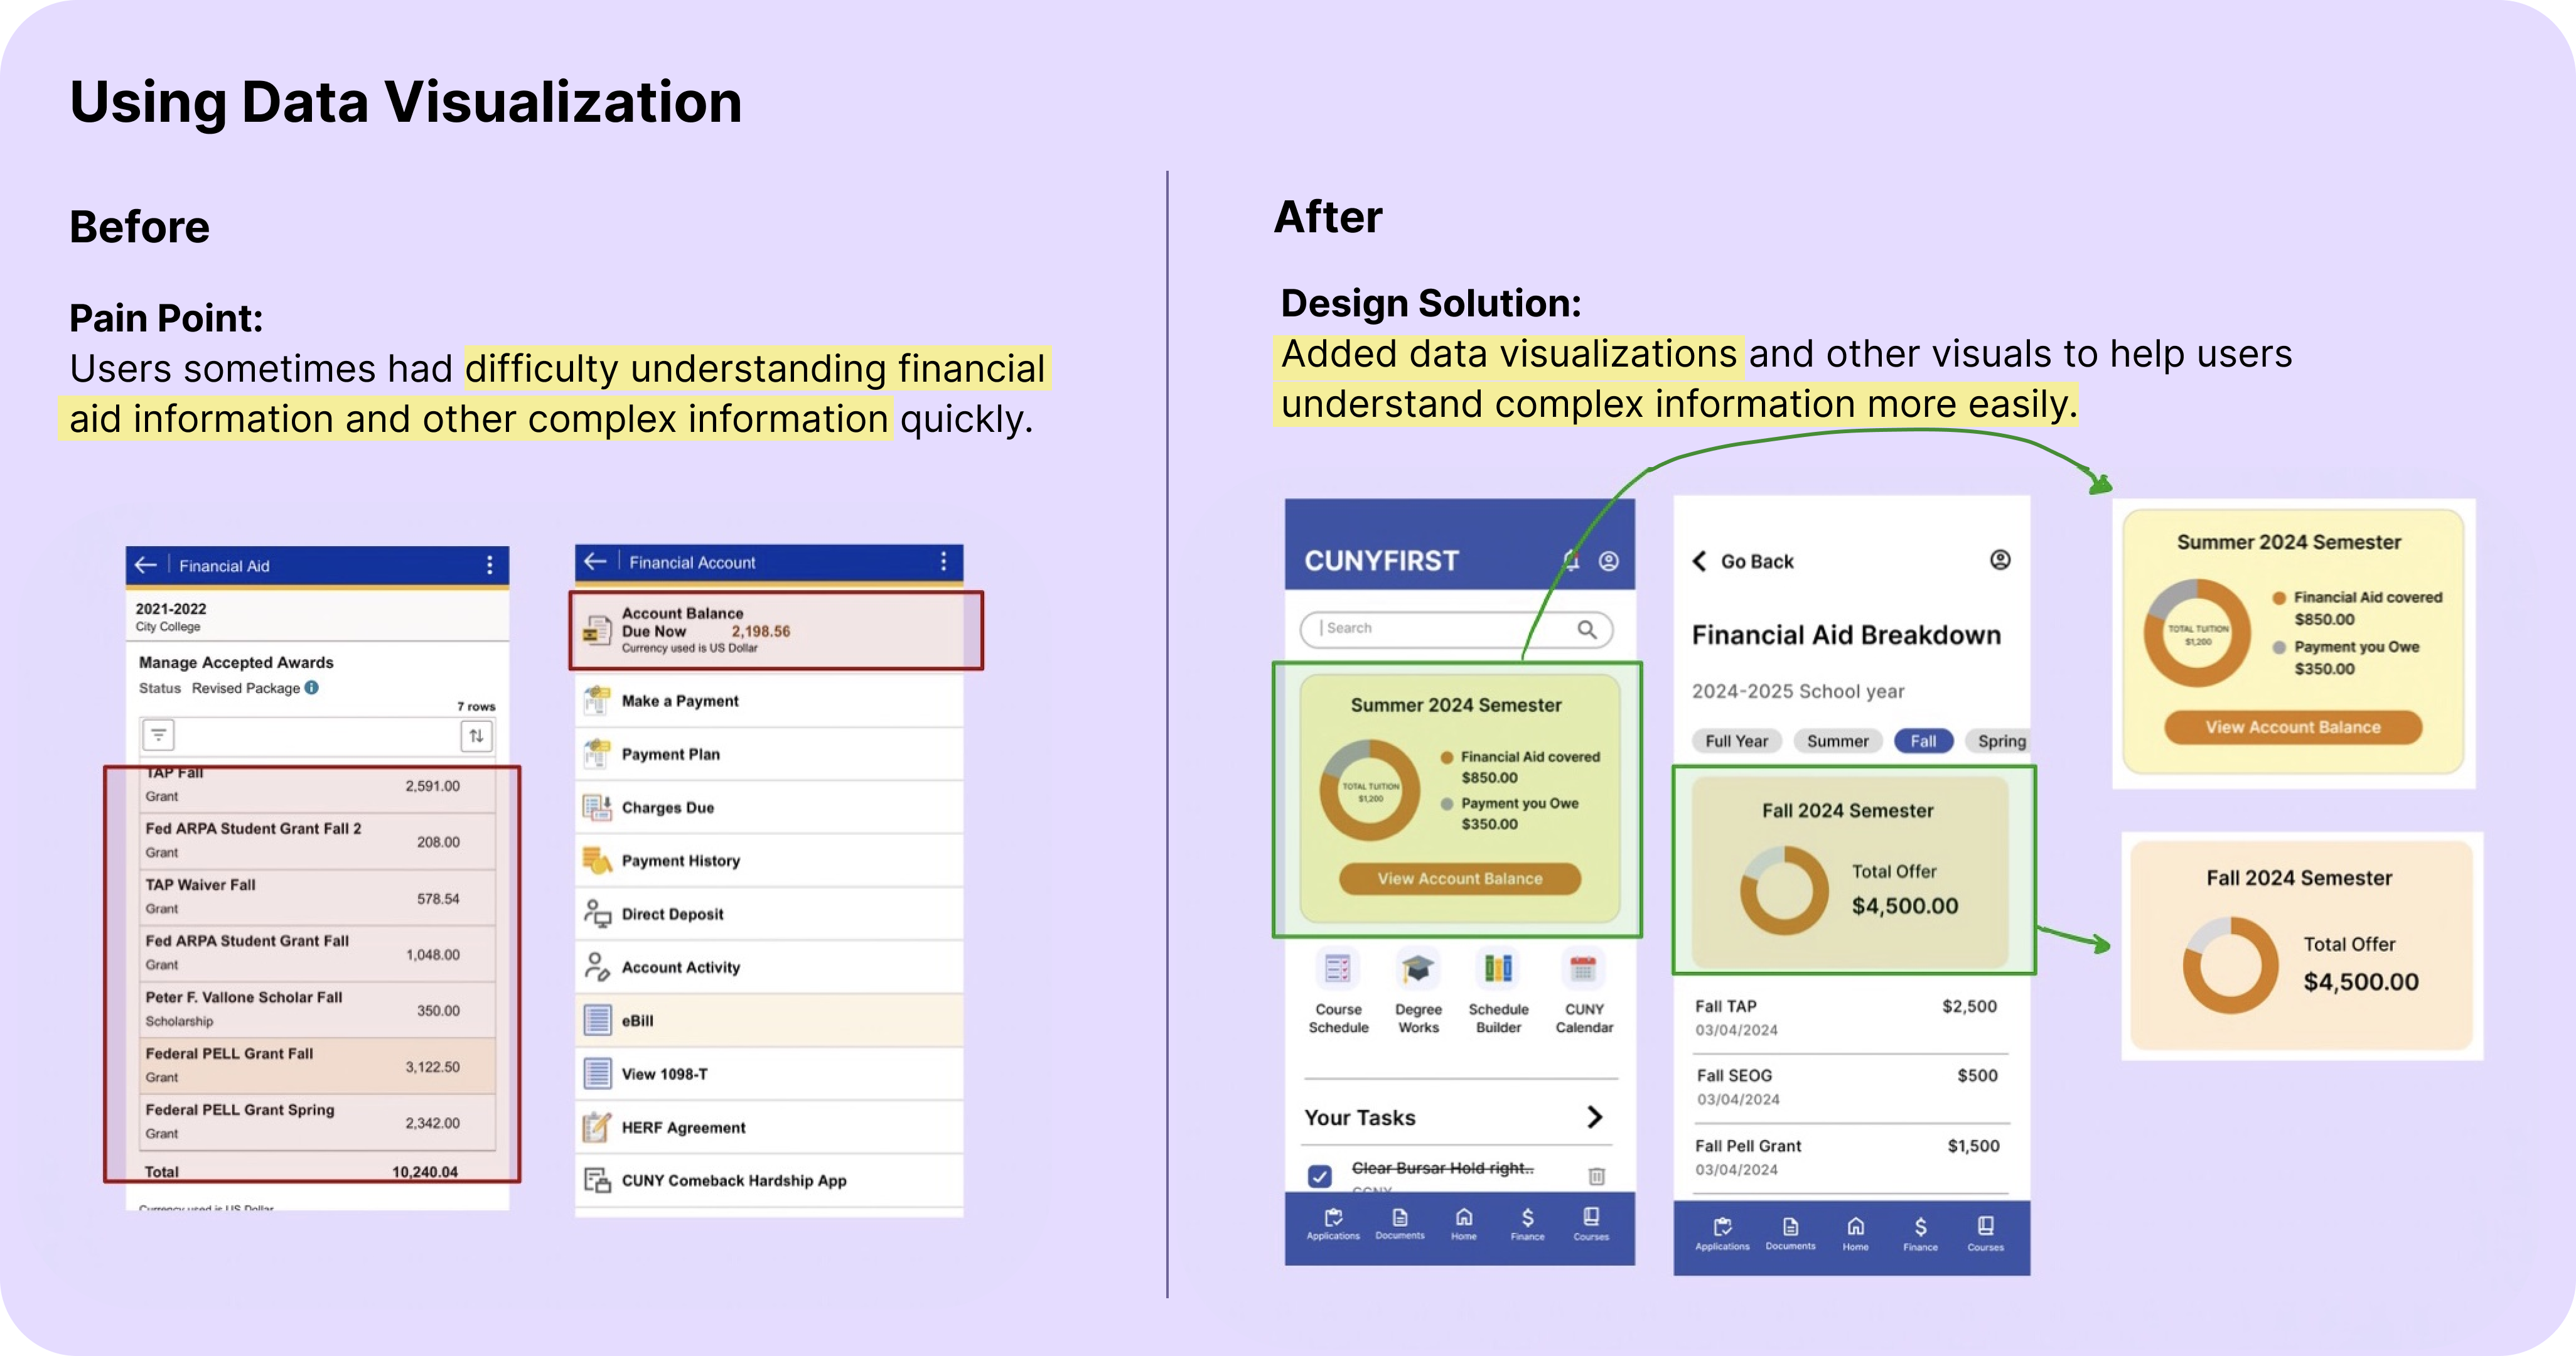 Using Data Visualization
Before
Pain Point:
Users sometimes had difficulty understanding financial
aid information and other complex information quickly.
Financial Aid
2021-2022
City College
Manage Accepted Awards
Status Revised Package
7 rows
TAP Fall
Grant
2,591.00
Fed ARPA Student Grant Fall 2
Grant
208.00
TAP Waiver Fall
Grant
578.54
Fed ARPA Student Grant Fall
Grant
1,048.00
Peter F. Vallone Scholar Fall
Scholarship
350.00
Federal PELL Grant Fall
Grant
3,122.50
Federal PELL Grant Spring
Grant
2,342.00
Total 10,240.04
Currency used is US Dollar
Financial Account
Account Balance
Due Now 2,198.56
Currency used is US Dollar
Make a Payment
Payment Plan
Charges Due
Payment History
Direct Deposit
Account Activity
eBill
View 1098-T
HERF Agreement
CUNY Comeback Hardship App
After
Design Solution:
Added data visualizations and other visuals to help users
understand complex information more easily.
CUNYFIRST
Search
Summer 2024 Semester
TOTAL TUITION
$1,200
Financial Aid covered
$850.00
Payment you Owe
$350.00
View Account Balance
Course
Schedule
Degree
Works
Schedule
Builder
CUNY
Calendar
Your Tasks
Clear Bursar Hold right..
CCNY
Applications Documents Home Finance Courses
Go Back
Financial Aid Breakdown
2024-2025 School year
Full Year Summer Fall Spring
Fall 2024 Semester
Total Offer
$4,500.00
Fall TAP $2,500
03/04/2024
Fall SEOG $500
03/04/2024
Fall Pell Grant $1,500
03/04/2024
Applications Documents Home Finance Courses
Summer 2024 Semester
TOTAL TUITION
$1,200
Financial Aid covered
$850.00
Payment you Owe
$350.00
View Account Balance
Fall 2024 Semester
Total Offer
$4,500.00